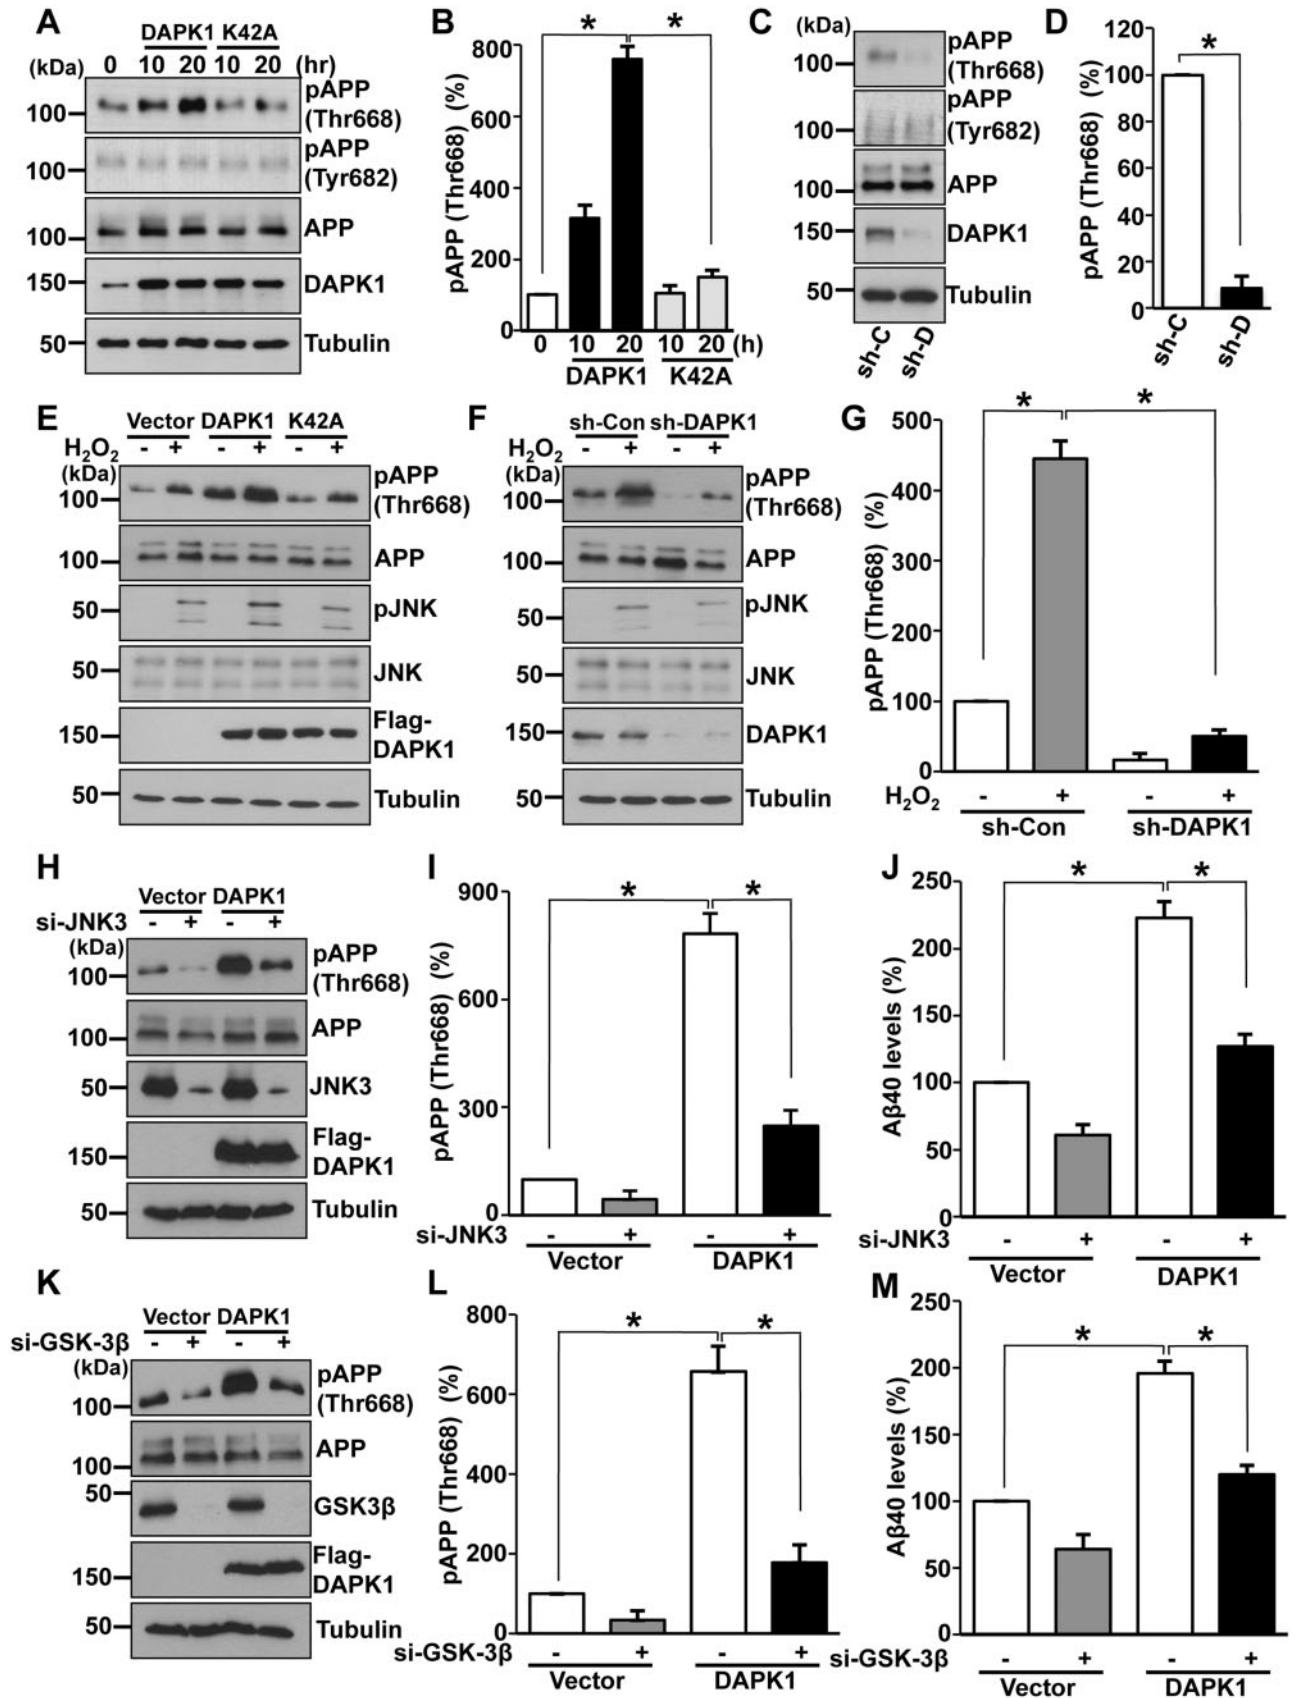 A
DAPK1 K42A
(kDa) 0 10 20 10 20 (hr)
100 pAPP
(Thr668)
100 pAPP
(Tyr682)
100 APP
150 DAPK1
50 Tubulin
B
pAPP (Thr668) (%)
800
600
400
200
0
* *
0 10 20 10 20 (h)
DAPK1 K42A
C
(kDa)
100 pAPP
(Thr668)
100 pAPP
(Tyr682)
100 APP
150 DAPK1
50 Tubulin
sh-C sh-D
D
pAPP (Thr668) (%)
120
100
80
60
40
20
0
*
sh-C sh-D
E
Vector DAPK1 K42A
H2O2 - + - + - +
(kDa)
100 pAPP
(Thr668)
100 APP
50 pJNK
50 JNK
150 Flag-
DAPK1
50 Tubulin
F
sh-Con sh-DAPK1
H2O2 - + - +
(kDa)
100 pAPP
(Thr668)
100 APP
50 pJNK
50 JNK
150 DAPK1
50 Tubulin
G
pAPP (Thr668) (%)
500
400
300
200
100
0
* *
H2O2 - + - +
sh-Con sh-DAPK1
H
Vector DAPK1
si-JNK3 - + - +
(kDa)
100 pAPP
(Thr668)
100 APP
50 JNK3
150 Flag-
DAPK1
50 Tubulin
I
pAPP (Thr668) (%)
900
600
300
0
* *
si-JNK3 - + - +
Vector DAPK1
J
Aβ40 levels (%)
250
200
150
100
50
0
* *
si-JNK3 - + - +
Vector DAPK1
K
Vector DAPK1
si-GSK-3β - + - +
(kDa)
100 pAPP
(Thr668)
100 APP
50 GSK3β
150 Flag-
DAPK1
50 Tubulin
L
pAPP (Thr668) (%)
800
600
400
200
0
* *
si-GSK-3β - + - +
Vector DAPK1
M
Aβ40 levels (%)
250
200
150
100
50
0
* *
si-GSK-3β - + - +
Vector DAPK1